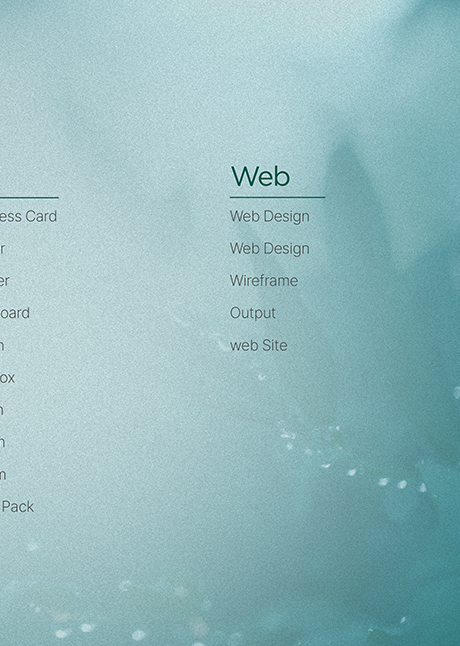 Web
ess Card
Web Design
r
Web Design
er
Wireframe
oard
Output
n
web Site
ox
n
n
m
Pack